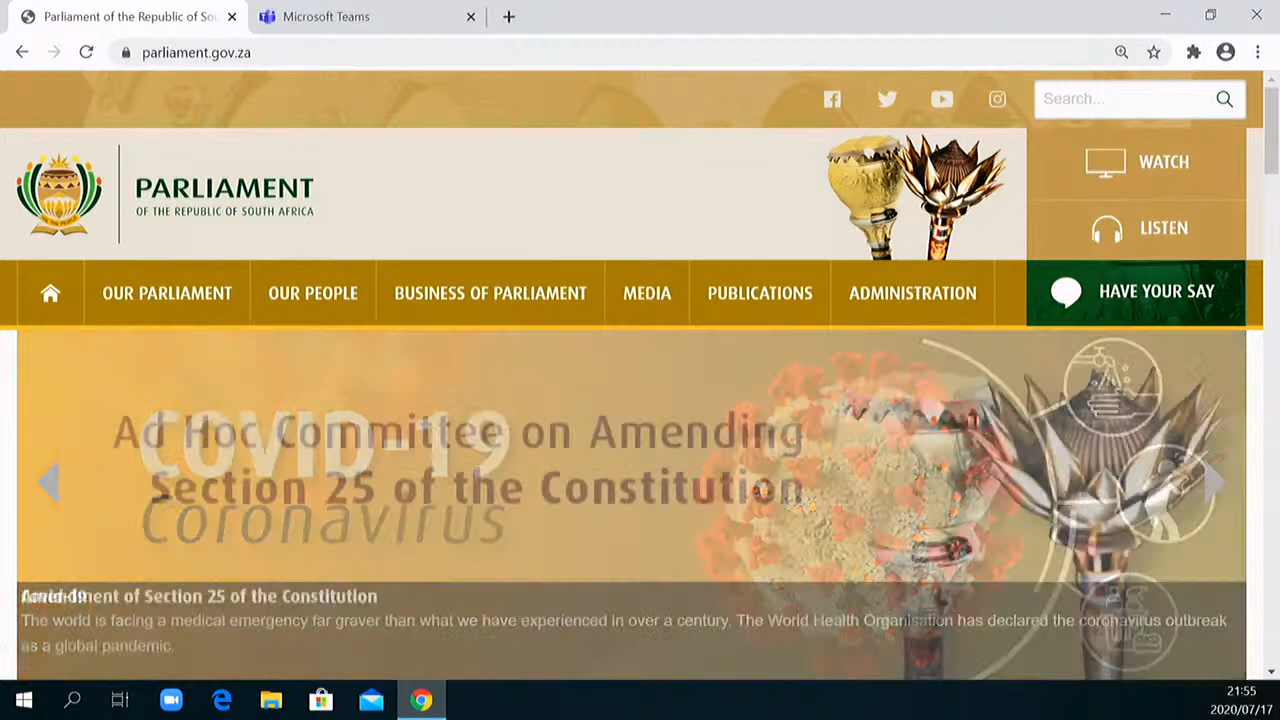 Parliament of the Republic of Sou
Microsoft Teams
parliament.gov.za
Search...
WATCH
PARLIAMENT
OF THE REPUBLIC OF SOUTH AFRICA
LISTEN
OUR PARLIAMENT
OUR PEOPLE
BUSINESS OF PARLIAMENT
MEDIA
PUBLICATIONS
ADMINISTRATION
HAVE YOUR SAY
Ad Hoc Committee on Amending
COVID-19
Section 25 of the Constitution
Coronavirus
Covid-19
Amendment of Section 25 of the Constitution
The world is facing a medical emergency far graver than what we have experienced in over a century. The World Health Organisation has declared the coronavirus outbreak
as a global pandemic.
21:55
2020/07/17